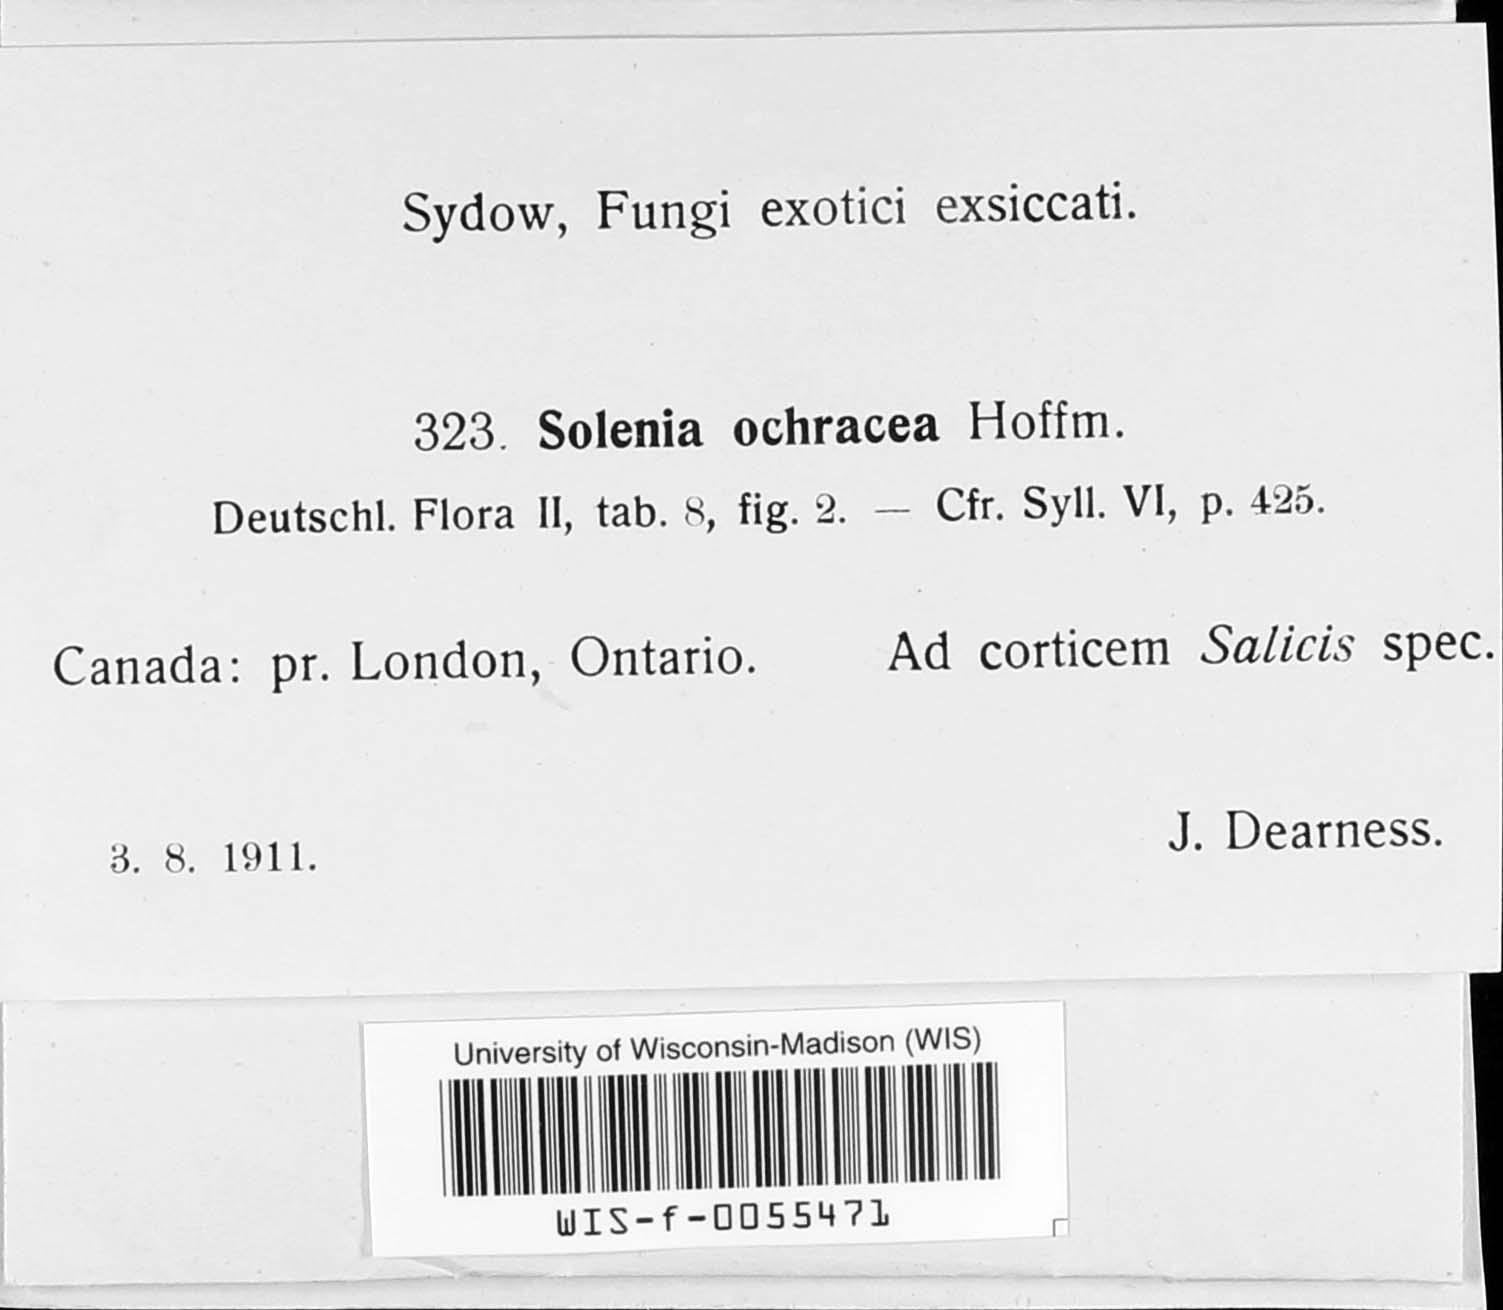 Sydow, Fungi exotici exsiccati.
323. Solenia ochracea Hoffm.
Deutschl. Flora II, tab. 8, fig. 2. — Cfr. Syll. VI, p. 425.
Canada: pr. London, Ontario. Ad corticem Salicis spec.
3. 8. 1911. J. Dearness.
University of Wisconsin-Madison (WIS)
WIS-f-0055471